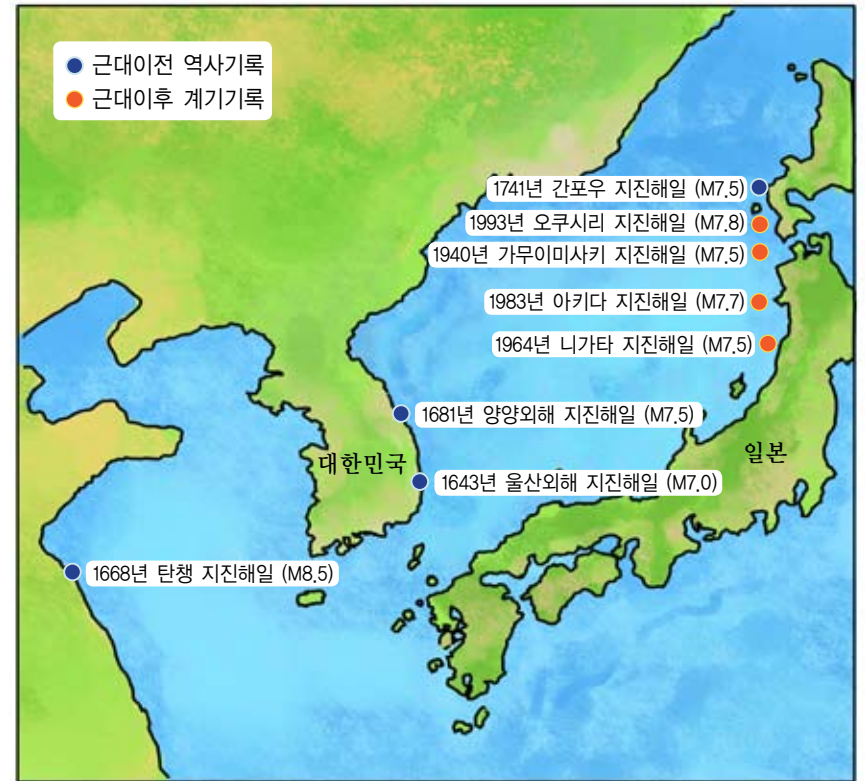 근대이전 역사기록
근대이후 계기기록
1741년 간포우 지진해일 (M7.5)
1993년 오쿠시리 지진해일 (M7.8)
1940년 가무이미사키 지진해일 (M7.5)
1983년 아키다 지진해일 (M7.7)
1964년 니가타 지진해일 (M7.5)
1681년 양양외해 지진해일 (M7.5)
일본
대한민국
1643년 울산외해 지진해일 (M7.0)
1668년 탄챙 지진해일 (M8.5)